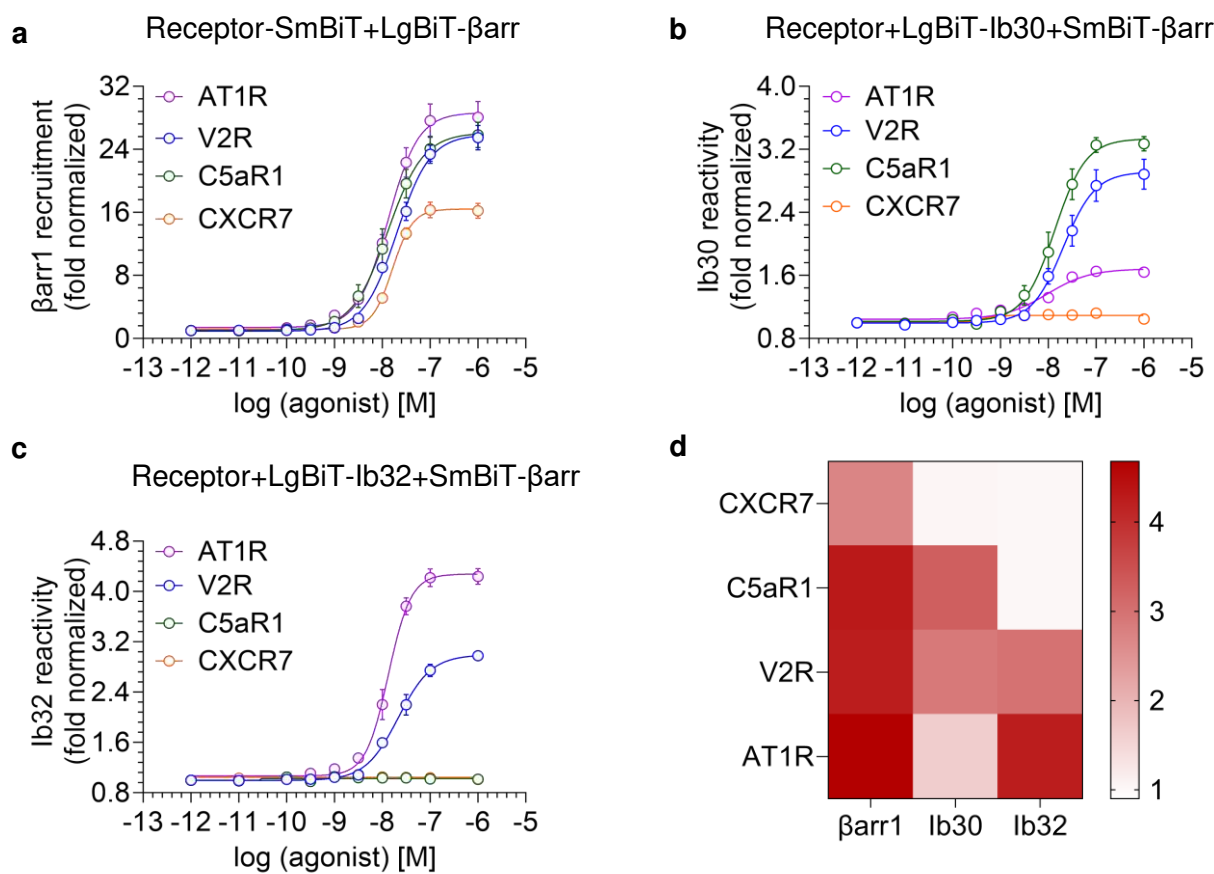 a
Receptor-SmBiT+LgBiT-βarr
βarr1 recruitment
(fold normalized)
32
24
16
8
0
AT1R
V2R
C5aR1
CXCR7
-13 -12 -11 -10 -9 -8 -7 -6 -5
log (agonist) [M]
b
Receptor+LgBiT-Ib30+SmBiT-βarr
Ib30 reactivity
(fold normalized)
4.0
3.2
2.4
1.6
0.8
AT1R
V2R
C5aR1
CXCR7
-13 -12 -11 -10 -9 -8 -7 -6 -5
log (agonist) [M]
c
Receptor+LgBiT-Ib32+SmBiT-βarr
Ib32 reactivity
(fold normalized)
4.8
4.0
3.2
2.4
1.6
0.8
AT1R
V2R
C5aR1
CXCR7
-13 -12 -11 -10 -9 -8 -7 -6 -5
log (agonist) [M]
d
CXCR7
C5aR1
V2R
AT1R
βarr1 Ib30 Ib32
4
3
2
1